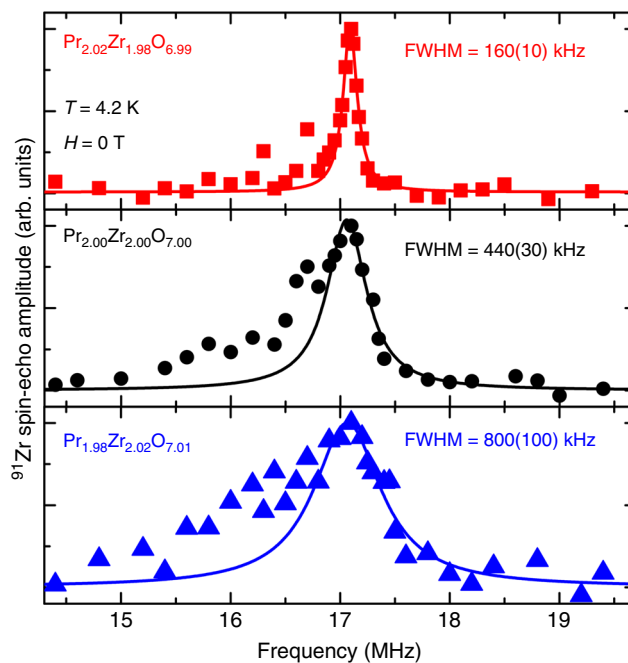 Pr2.02Zr1.98O6.99
FWHM = 160(10) kHz
T = 4.2 K
H = 0 T
Pr2.00Zr2.00O7.00
FWHM = 440(30) kHz
Pr1.98Zr2.02O7.01
FWHM = 800(100) kHz
91Zr spin-echo amplitude (arb. units)
15 16 17 18 19
Frequency (MHz)